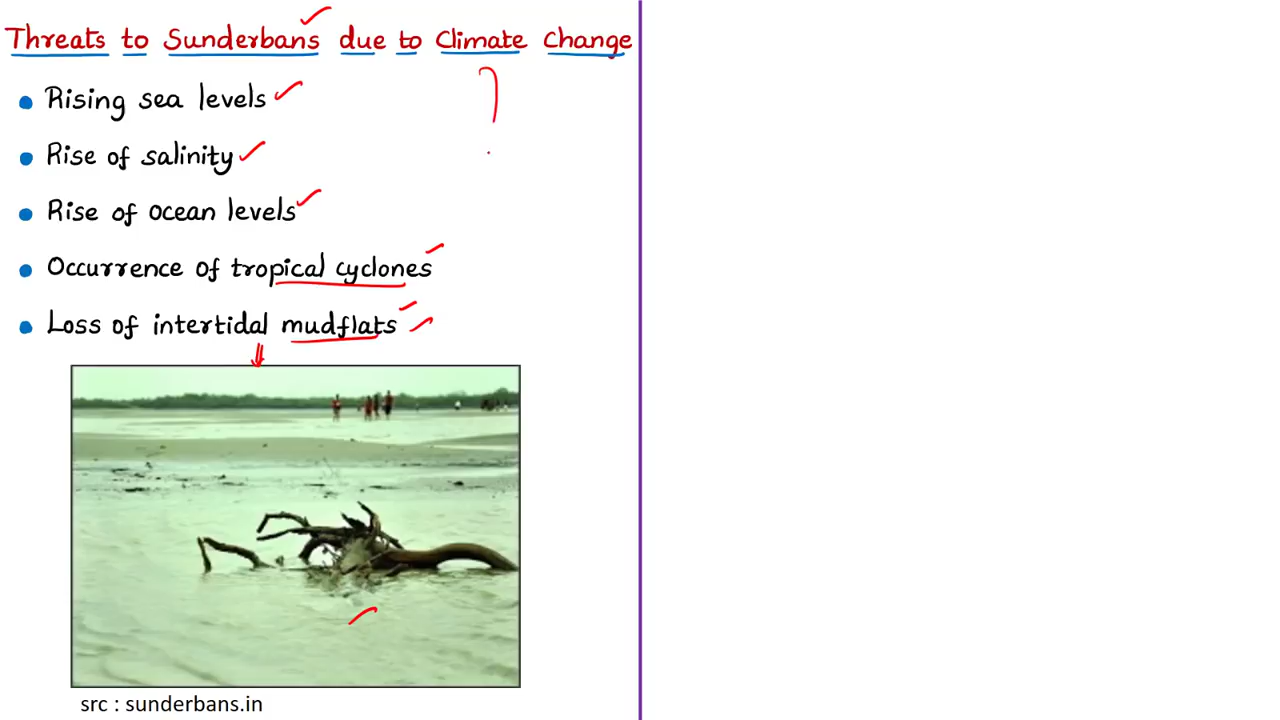 Threats to Sunderbans due to Climate Change
• Rising sea levels
• Rise of salinity
• Rise of ocean levels
• Occurrence of tropical cyclones
• Loss of intertidal mudflats
src : sunderbans.in